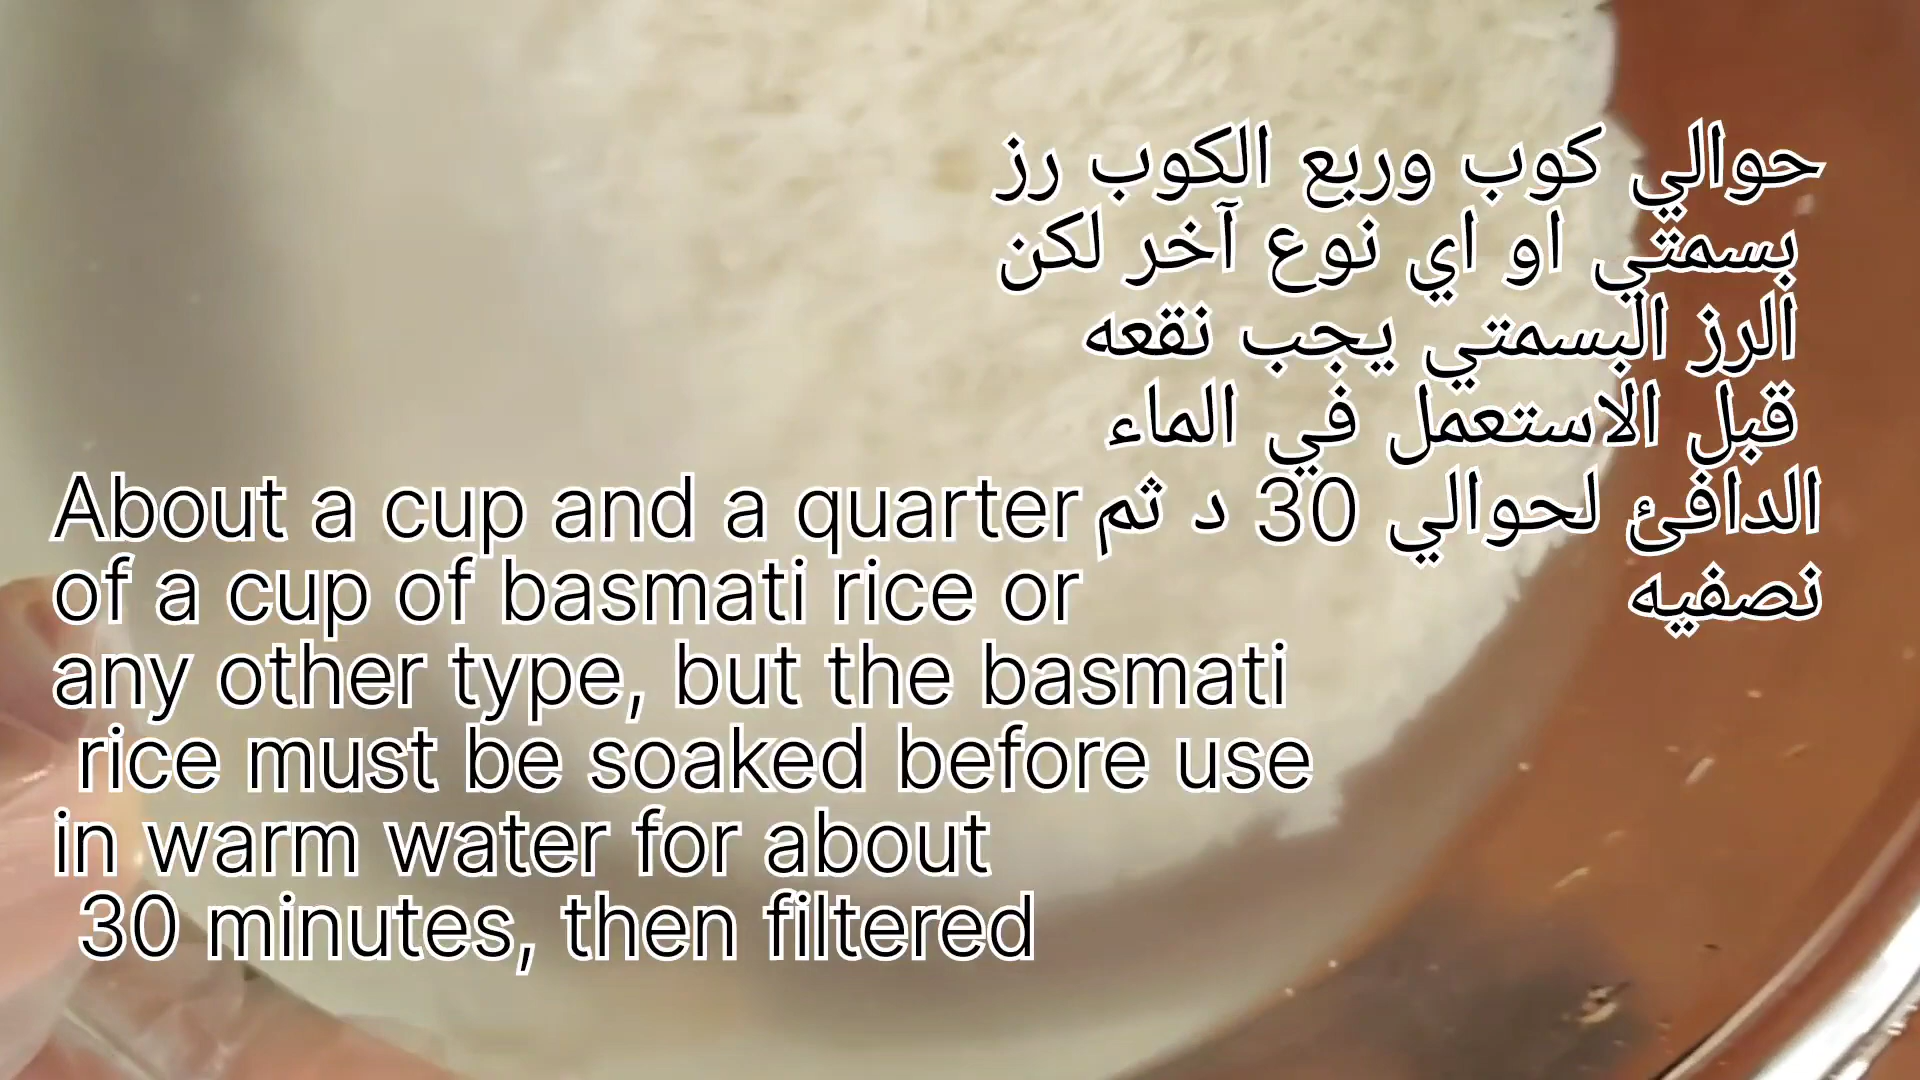 حوالي كوب وربع الكوب رز
بسمتي او اي نوع آخر لكن
الرز البسمتي يجب نقعه
قبل الاستعمل في الماء
الدافئ لحوالي 30 د ثم
نصفيه
About a cup and a quarter
of a cup of basmati rice or
any other type, but the basmati
rice must be soaked before use
in warm water for about
30 minutes, then filtered